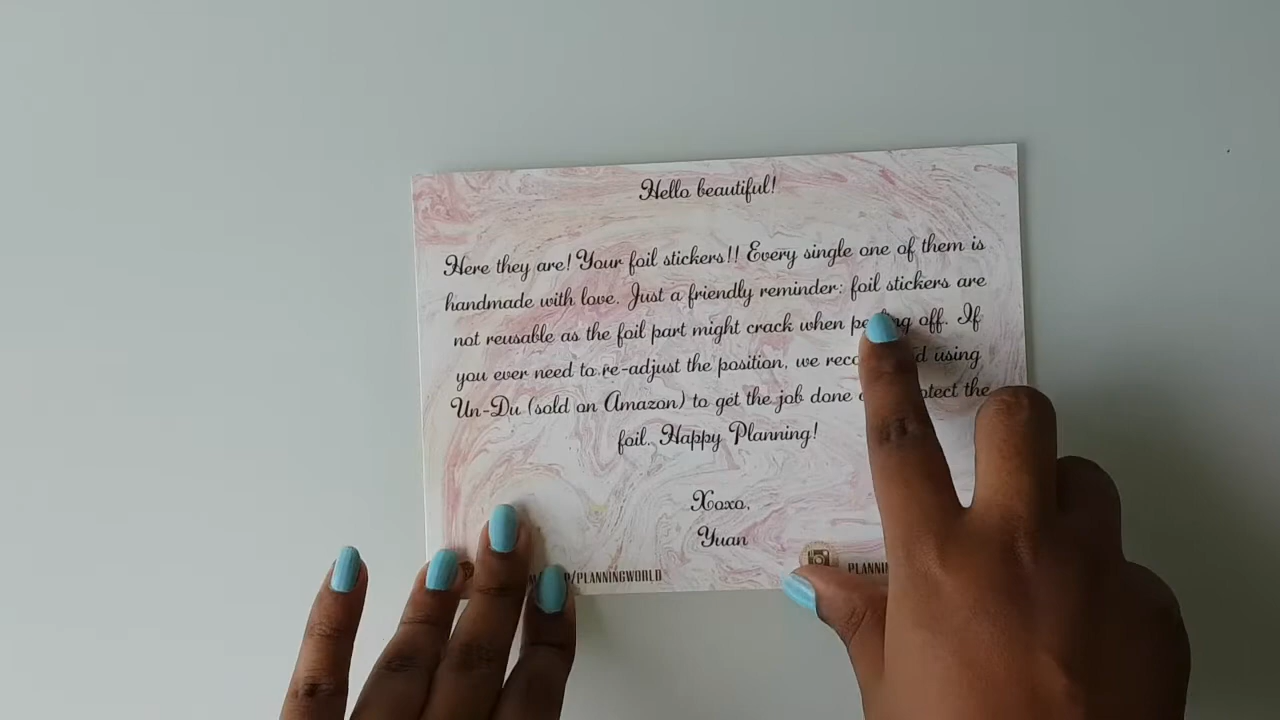 Hello beautiful!
Here they are! Your foil stickers!! Every single one of them is
handmade with love. Just a friendly reminder: foil stickers are
not reusable as the foil part might crack when off. If
you ever need to re-adjust the position, we using
Un-Du (sold on Amazon) to get the job done the
foil. Happy Planning!
Xoxo,
Yuan
/PLANNINGWORLD